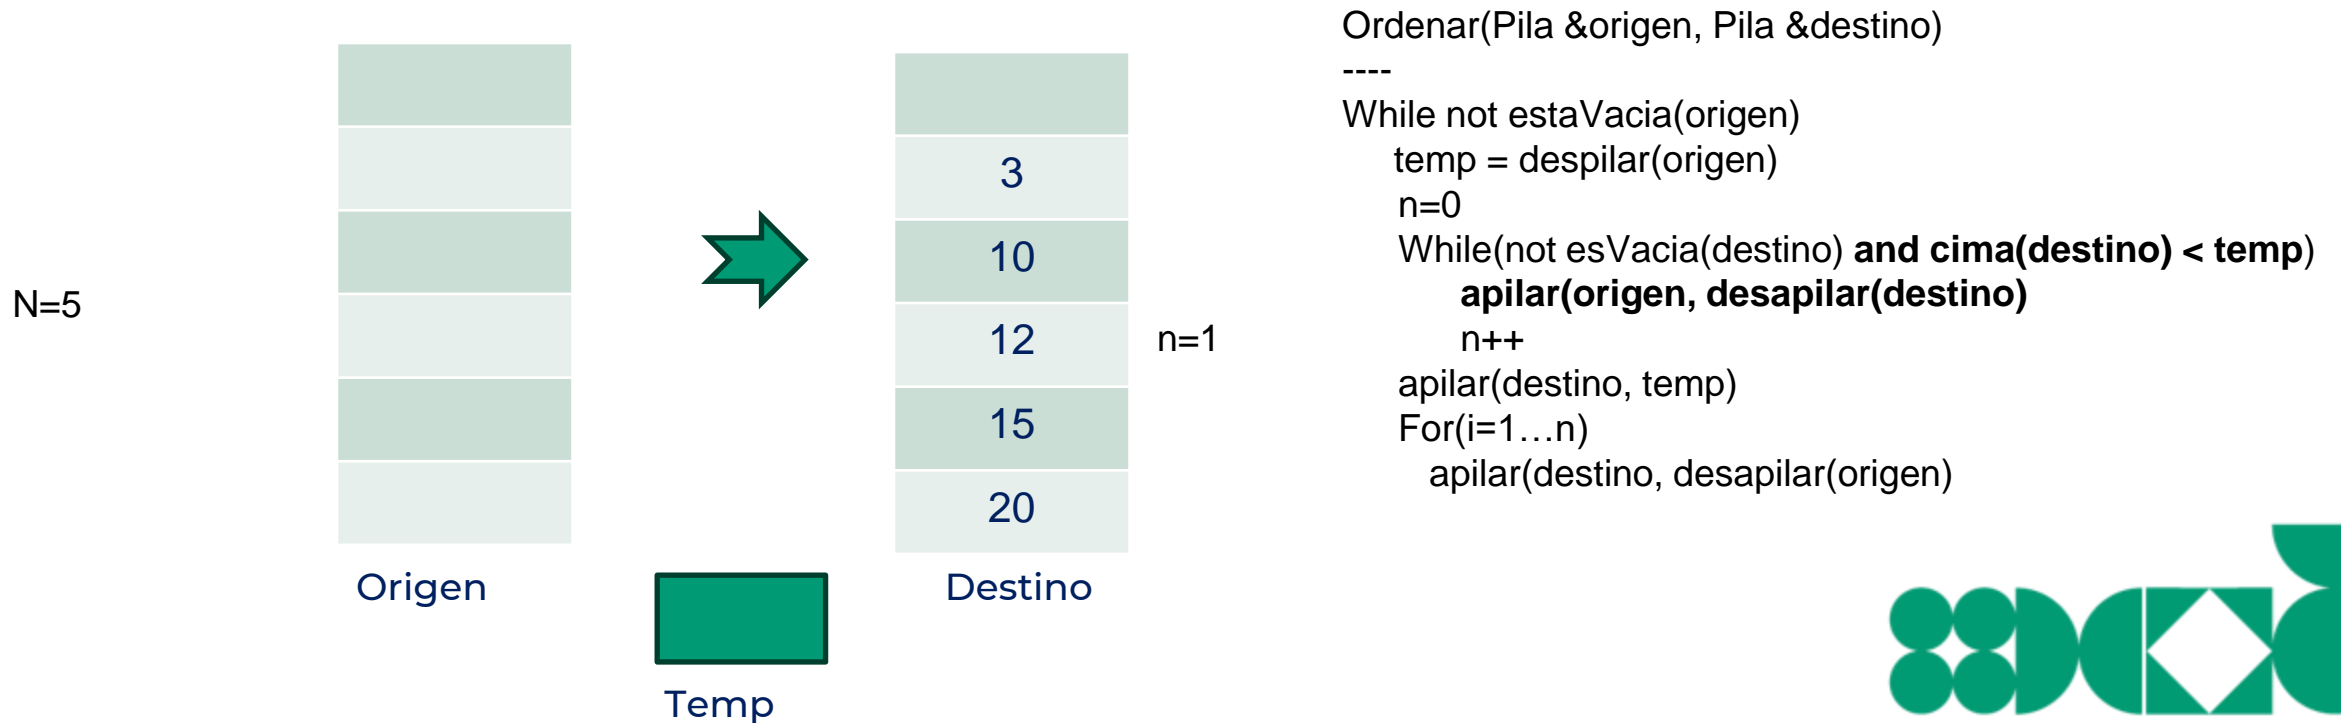 N=5
Origen
Temp
3
10
12
15
20
n=1
Destino
Ordenar(Pila &origen, Pila &destino)
----
While not estaVacia(origen)
temp = despilar(origen)
n=0
While(not esVacia(destino) and cima(destino) < temp)
apilar(origen, desapilar(destino)
n++
apilar(destino, temp)
For(i=1…n)
apilar(destino, desapilar(origen)